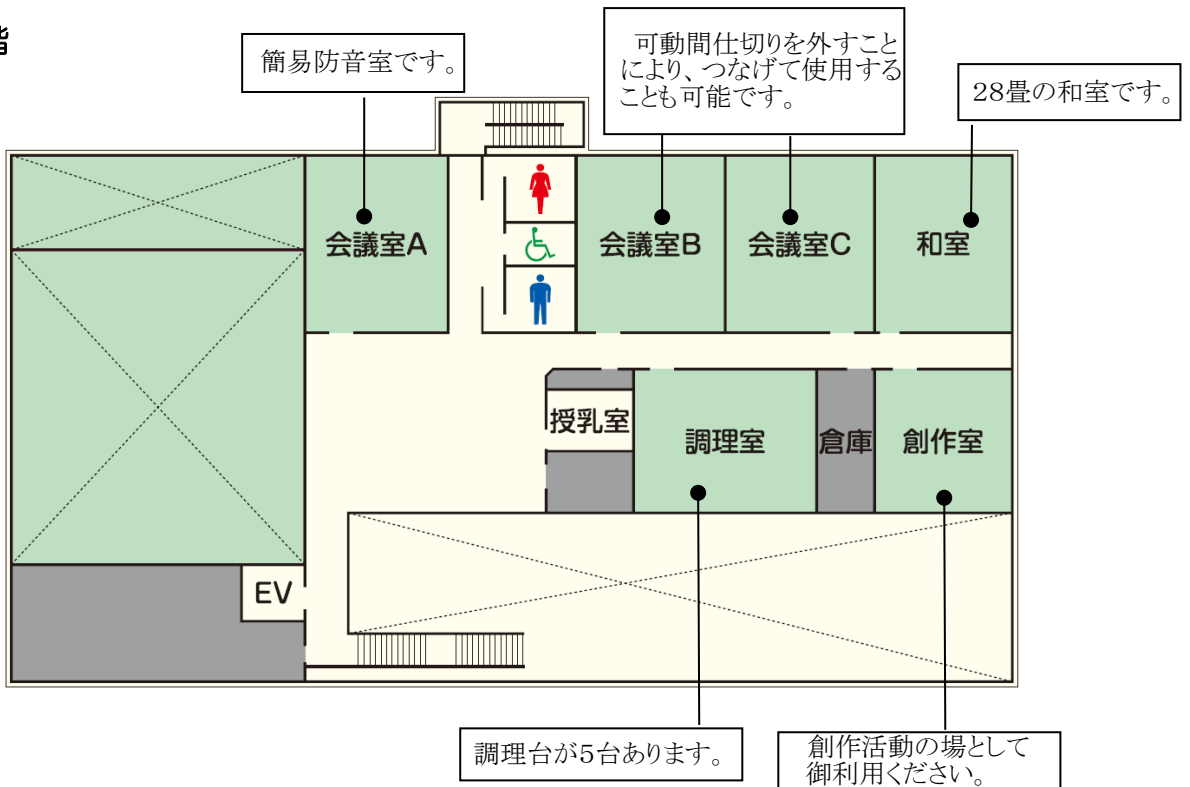 階
簡易防音室です。
可動間仕切りを外すこと
により、つなげて使用する
ことも可能です。
28畳の和室です。
会議室A
会議室B
会議室C
和室
授乳室
調理室
倉庫
創作室
EV
調理台が5台あります。
創作活動の場として
御利用ください。